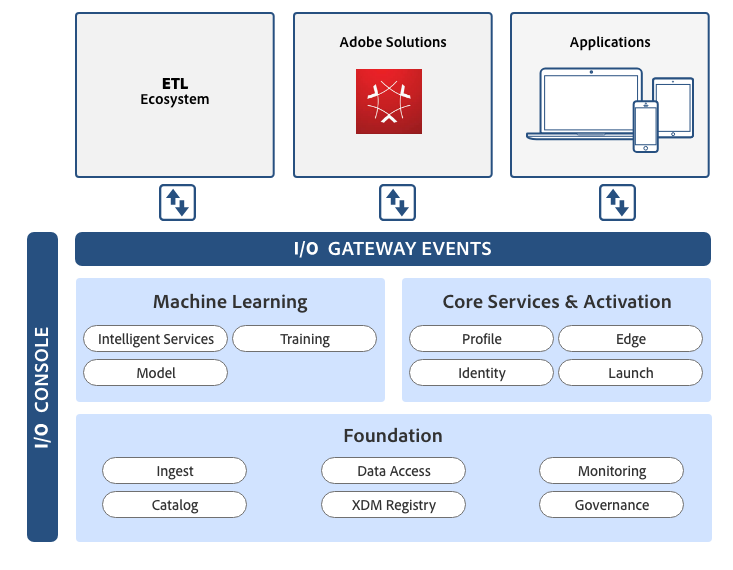 ETL
Ecosystem
Adobe Solutions
Applications
I/O GATEWAY EVENTS
I/O CONSOLE
Machine Learning
Intelligent Services
Training
Model
Core Services & Activation
Profile
Edge
Identity
Launch
Foundation
Ingest
Data Access
Monitoring
Catalog
XDM Registry
Governance